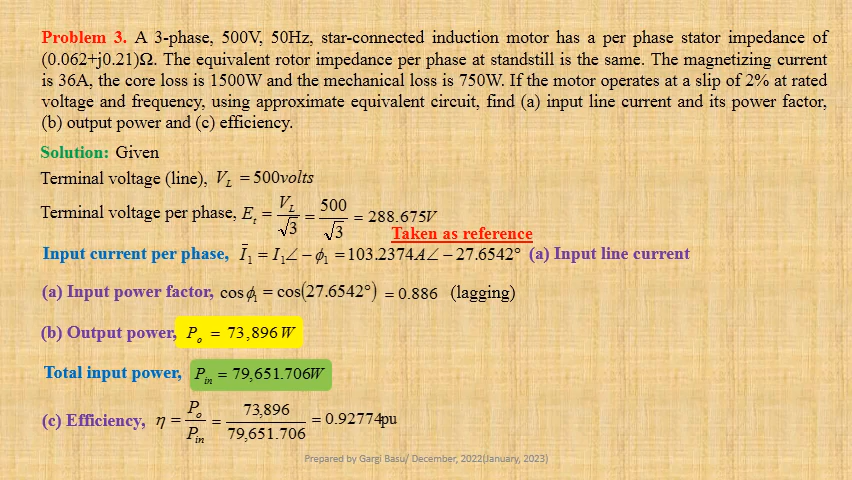 Problem 3. A 3-phase, 500V, 50Hz, star-connected induction motor has a per phase stator impedance of
(0.062+j0.21)Ω. The equivalent rotor impedance per phase at standstill is the same. The magnetizing current
is 36A, the core loss is 1500W and the mechanical loss is 750W. If the motor operates at a slip of 2% at rated
voltage and frequency, using approximate equivalent circuit, find (a) input line current and its power factor,
(b) output power and (c) efficiency.
Solution: Given
Terminal voltage (line), V_L = 500volts
Terminal voltage per phase, E_t = V_L/√3 = 500/√3 = 288.675V
Taken as reference
Input current per phase, Ī₁ = I₁∠ − ϕ₁ = 103.2374A∠ − 27.6542° (a) Input line current
(a) Input power factor, cos ϕ₁ = cos(27.6542°) = 0.886 (lagging)
(b) Output power, P_o = 73,896 W
Total input power, P_in = 79,651.706W
(c) Efficiency, η = P_o/P_in = 73,896/79,651.706 = 0.92774pu
Prepared by Gargi Basu/ December, 2022(January, 2023)